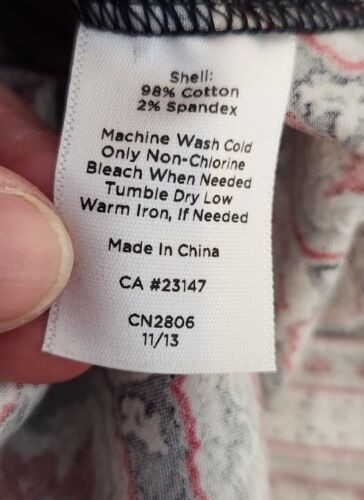 Shell:
98% Cotton
2% Spandex
Machine Wash Cold
Only Non-Chlorine
Bleach When Needed
Tumble Dry Low
Warm Iron, If Needed
Made In China
CA #23147
CN2806
11/13